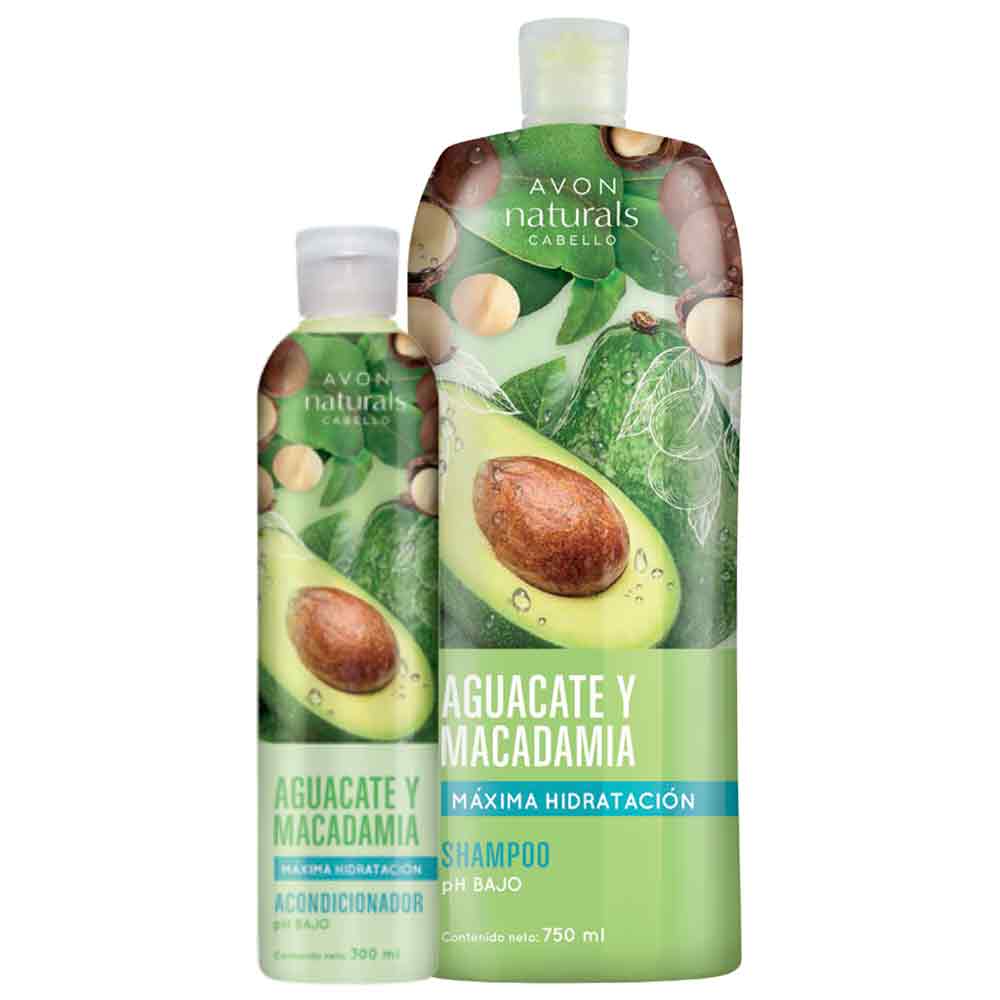 AVON
naturals
CABELLO
AGUACATE Y
MACADAMIA
MÁXIMA HIDRATACIÓN
ACONDICIONADOR
pH BAJO
Contenido neto: 300 ml
AVON
naturals
CABELLO
AGUACATE Y
MACADAMIA
MÁXIMA HIDRATACIÓN
SHAMPOO
pH BAJO
Contenido neto: 750 ml